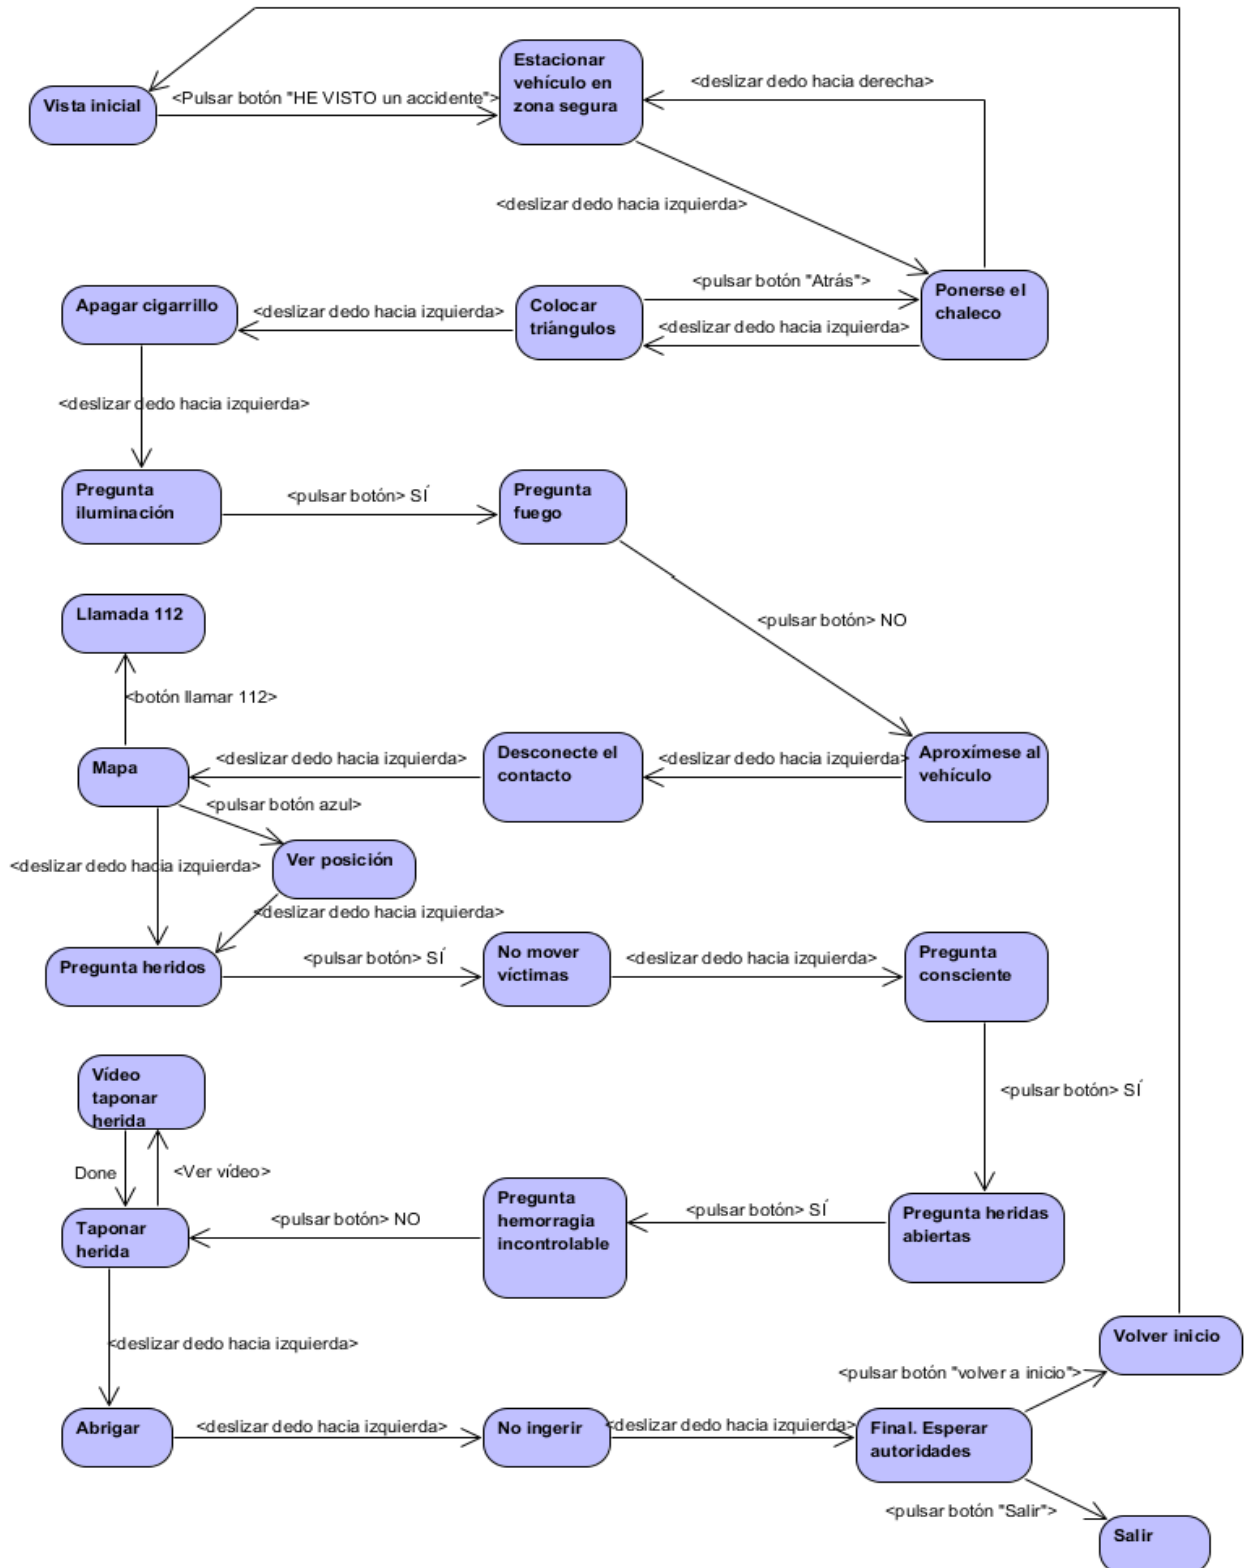 Estacionar
vehículo en
zona segura
<deslizar dedo hacia derecha>
Vista inicial
<Pulsar botón "HE VISTO un accidente">
<deslizar dedo hacia izquierda>
Apagar cigarrillo
<deslizar dedo hacia izquierda>
Colocar
triángulos
<pulsar botón "Atrás">
<deslizar dedo hacia izquierda>
Ponerse el
chaleco
<deslizar dedo hacia izquierda>
Pregunta
iluminación
<pulsar botón> SÍ
Pregunta
fuego
Llamada 112
<pulsar botón> NO
<botón llamar 112>
Mapa
<deslizar dedo hacia izquierda>
Desconecte el
contacto
<deslizar dedo hacia izquierda>
Aproxímese al
vehículo
<pulsar botón azul>
<deslizar dedo hacia izquierda>
Ver posición
<deslizar dedo hacia izquierda>
Pregunta heridos
<pulsar botón> SÍ
No mover
víctimas
<deslizar dedo hacia izquierda>
Pregunta
consciente
Vídeo
taponar
herida
<pulsar botón> SÍ
Done
<Ver vídeo>
Taponar
herida
<pulsar botón> NO
Pregunta
hemorragia
incontrolable
<pulsar botón> SÍ
Pregunta heridas
abiertas
<deslizar dedo hacia izquierda>
Volver inicio
<pulsar botón "volver a inicio">
Abrigar
<deslizar dedo hacia izquierda>
No ingerir
<deslizar dedo hacia izquierda>
Final. Esperar
autoridades
<pulsar botón "Salir">
Salir